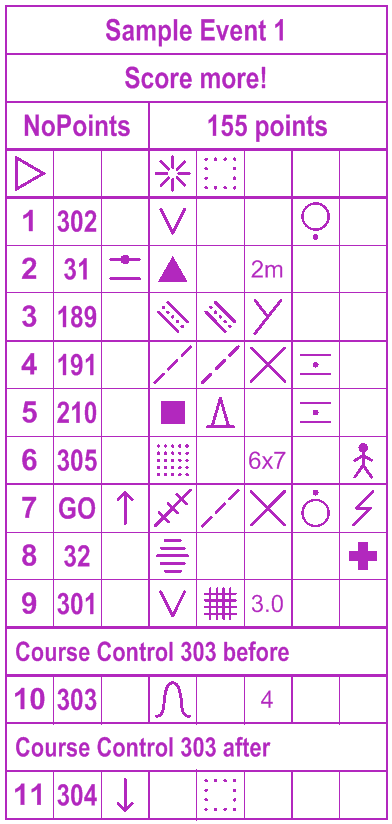 Sample Event 1
Score more!
NoPoints 155 points
1 302
2 31 2m
3 189
4 191
5 210
6 305 6x7
7 GO
8 32
9 301 3.0
Course Control 303 before
10 303 4
Course Control 303 after
11 304